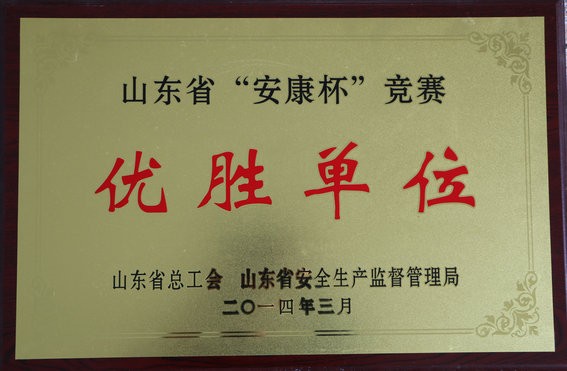 山东省“安康杯”竞赛
优胜单位
山东省总工会 山东省安全生产监督管理局
二〇一四年三月